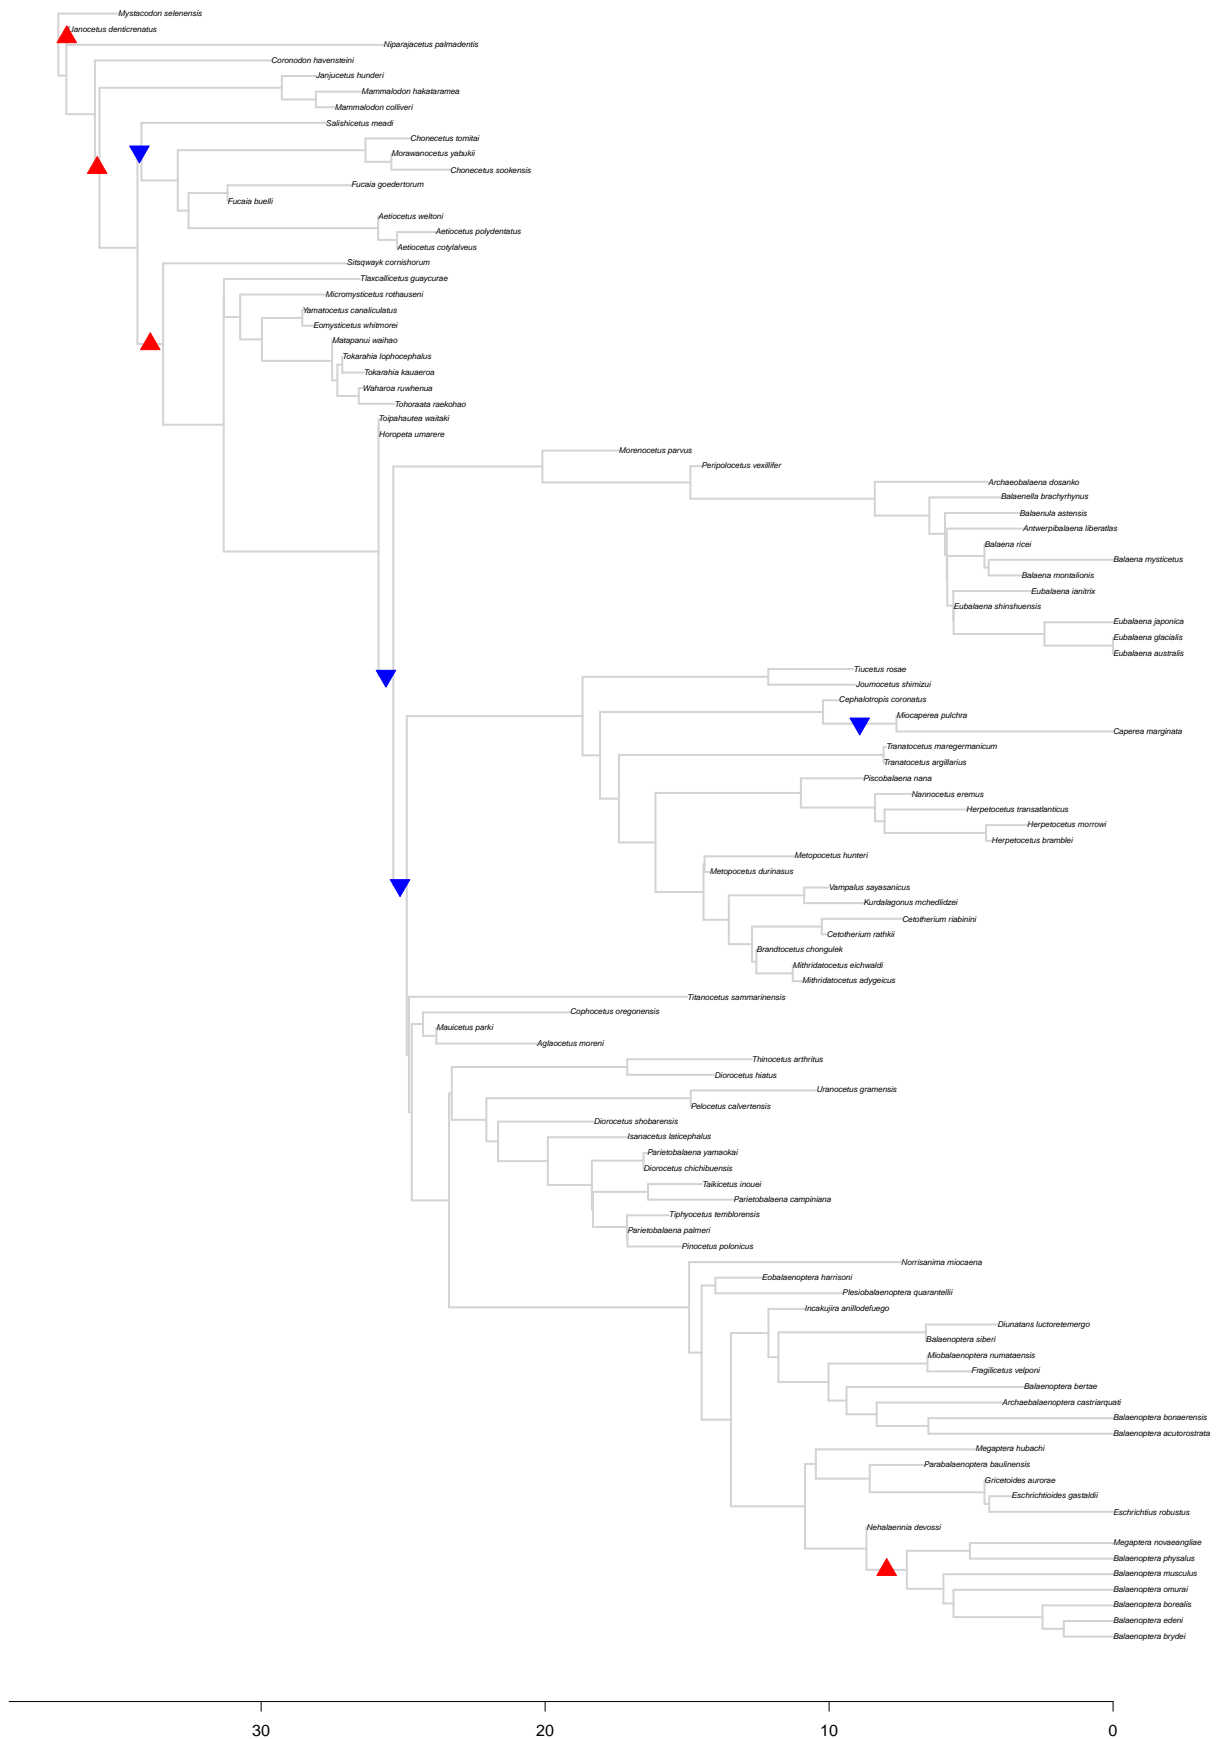 Mystacodon selenensis
Llanocetus denticrenatus
Niparajacetus palmadentis
Coronodon havensteini
Janjucetus hunderi
Mammalodon hakataramea
Mammalodon colliveri
Salishicetus meadi
Chonecetus tomitai
Morawanocetus yabukii
Chonecetus sookensis
Fucaia goedertorum
Fucaia buelli
Aetiocetus weltoni
Aetiocetus polydentatus
Aetiocetus cotylalveus
Sitsqwayk cornishorum
Tlaxcallicetus guaycurae
Micromysticetus rothauseni
Yamatocetus canaliculatus
Eomysticetus whitmorei
Matapanui waihao
Tokarahia lophocephalus
Tokarahia kauaeroa
Waharoa ruwhenua
Tohoraata raekohao
Toipahautea waitaki
Horopeta umarere
Morenocetus parvus
Peripolocetus vexillifer
Archaeobalaena dosanko
Balaenella brachyrhynus
Balaenula astensis
Antwerpibalaena liberatlas
Balaena ricei
Balaena mysticetus
Balaena montalionis
Eubalaena ianitrix
Eubalaena shinshuensis
Eubalaena japonica
Eubalaena glacialis
Eubalaena australis
Tiucetus rosae
Joumocetus shimizui
Cephalotropis coronatus
Miocaperea pulchra
Caperea marginata
Tranatocetus maregermanicum
Tranatocetus argillarius
Piscobalaena nana
Nannocetus eremus
Herpetocetus transatlanticus
Herpetocetus morrowi
Herpetocetus bramblei
Metopocetus hunteri
Metopocetus durinasus
Vampalus sayasanicus
Kurdalagonus mchedlidzei
Cetotherium riabinini
Cetotherium rathkii
Brandtocetus chongulek
Mithridatocetus eichwaldi
Mithridatocetus adygeicus
Titanocetus sammarinensis
Cophocetus oregonensis
Mauicetus parki
Aglaocetus moreni
Thinocetus arthritus
Diorocetus hiatus
Uranocetus gramensis
Pelocetus calvertensis
Diorocetus shobarensis
Isanacetus laticephalus
Parietobalaena yamaokai
Diorocetus chichibuensis
Taikicetus inouei
Parietobalaena campiniana
Tiphyocetus temblorensis
Parietobalaena palmeri
Pinocetus polonicus
Norrisanima miocaena
Eobalaenoptera harrisoni
Plesiobalaenoptera quarantellii
Incakujira anillodefuego
Diunatans luctoretemergo
Balaenoptera siberi
Miobalaenoptera numataensis
Fragilicetus velponi
Balaenoptera bertae
Archaebalaenoptera castriarquati
Balaenoptera bonaerensis
Balaenoptera acutorostrata
Megaptera hubachi
Parabalaenoptera baulinensis
Gricetoides aurorae
Eschrichtioides gastaldii
Eschrichtius robustus
Nehalaennia devossi
Megaptera novaeangliae
Balaenoptera physalus
Balaenoptera musculus
Balaenoptera omurai
Balaenoptera borealis
Balaenoptera edeni
Balaenoptera brydei
30 20 10 0